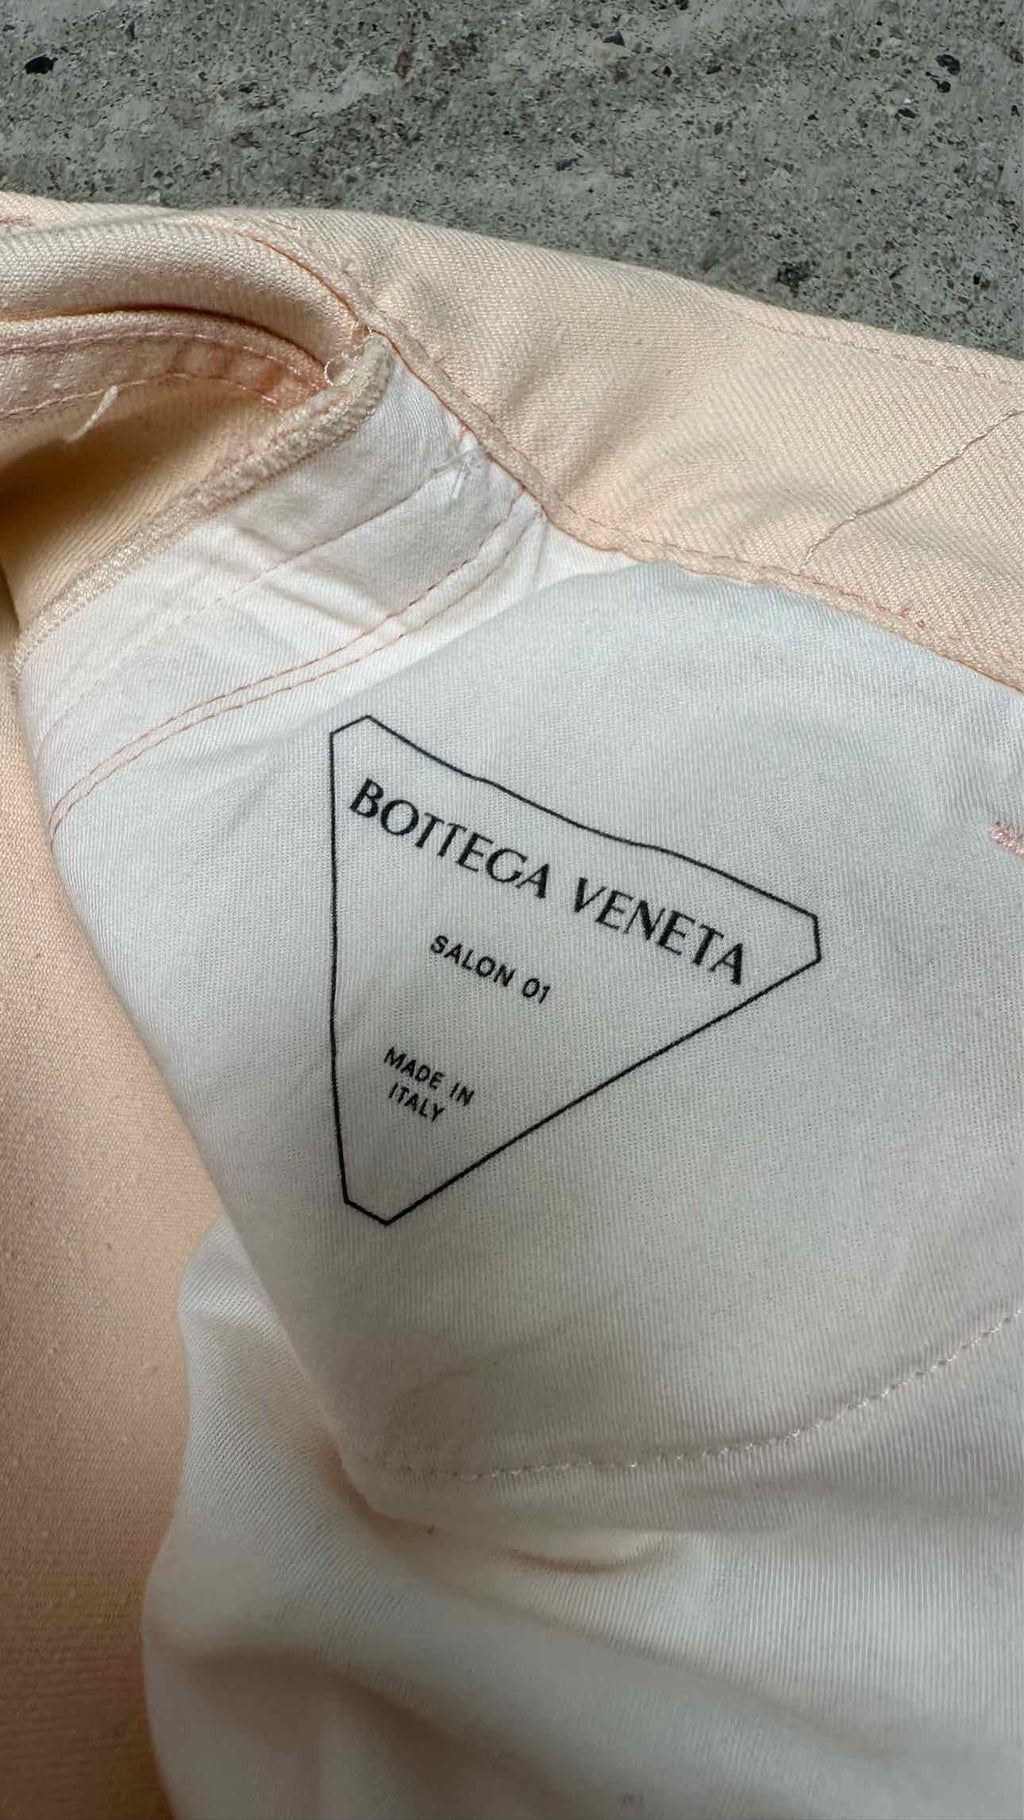 BOTTEGA VENETA
SALON 01
MADE IN
ITALY